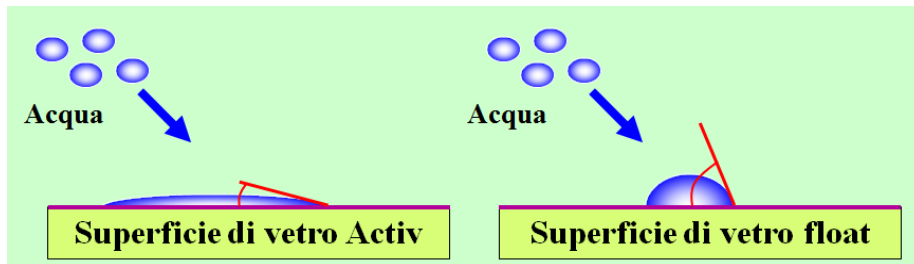 Acqua
Acqua
Superficie di vetro Activ
Superficie di vetro float